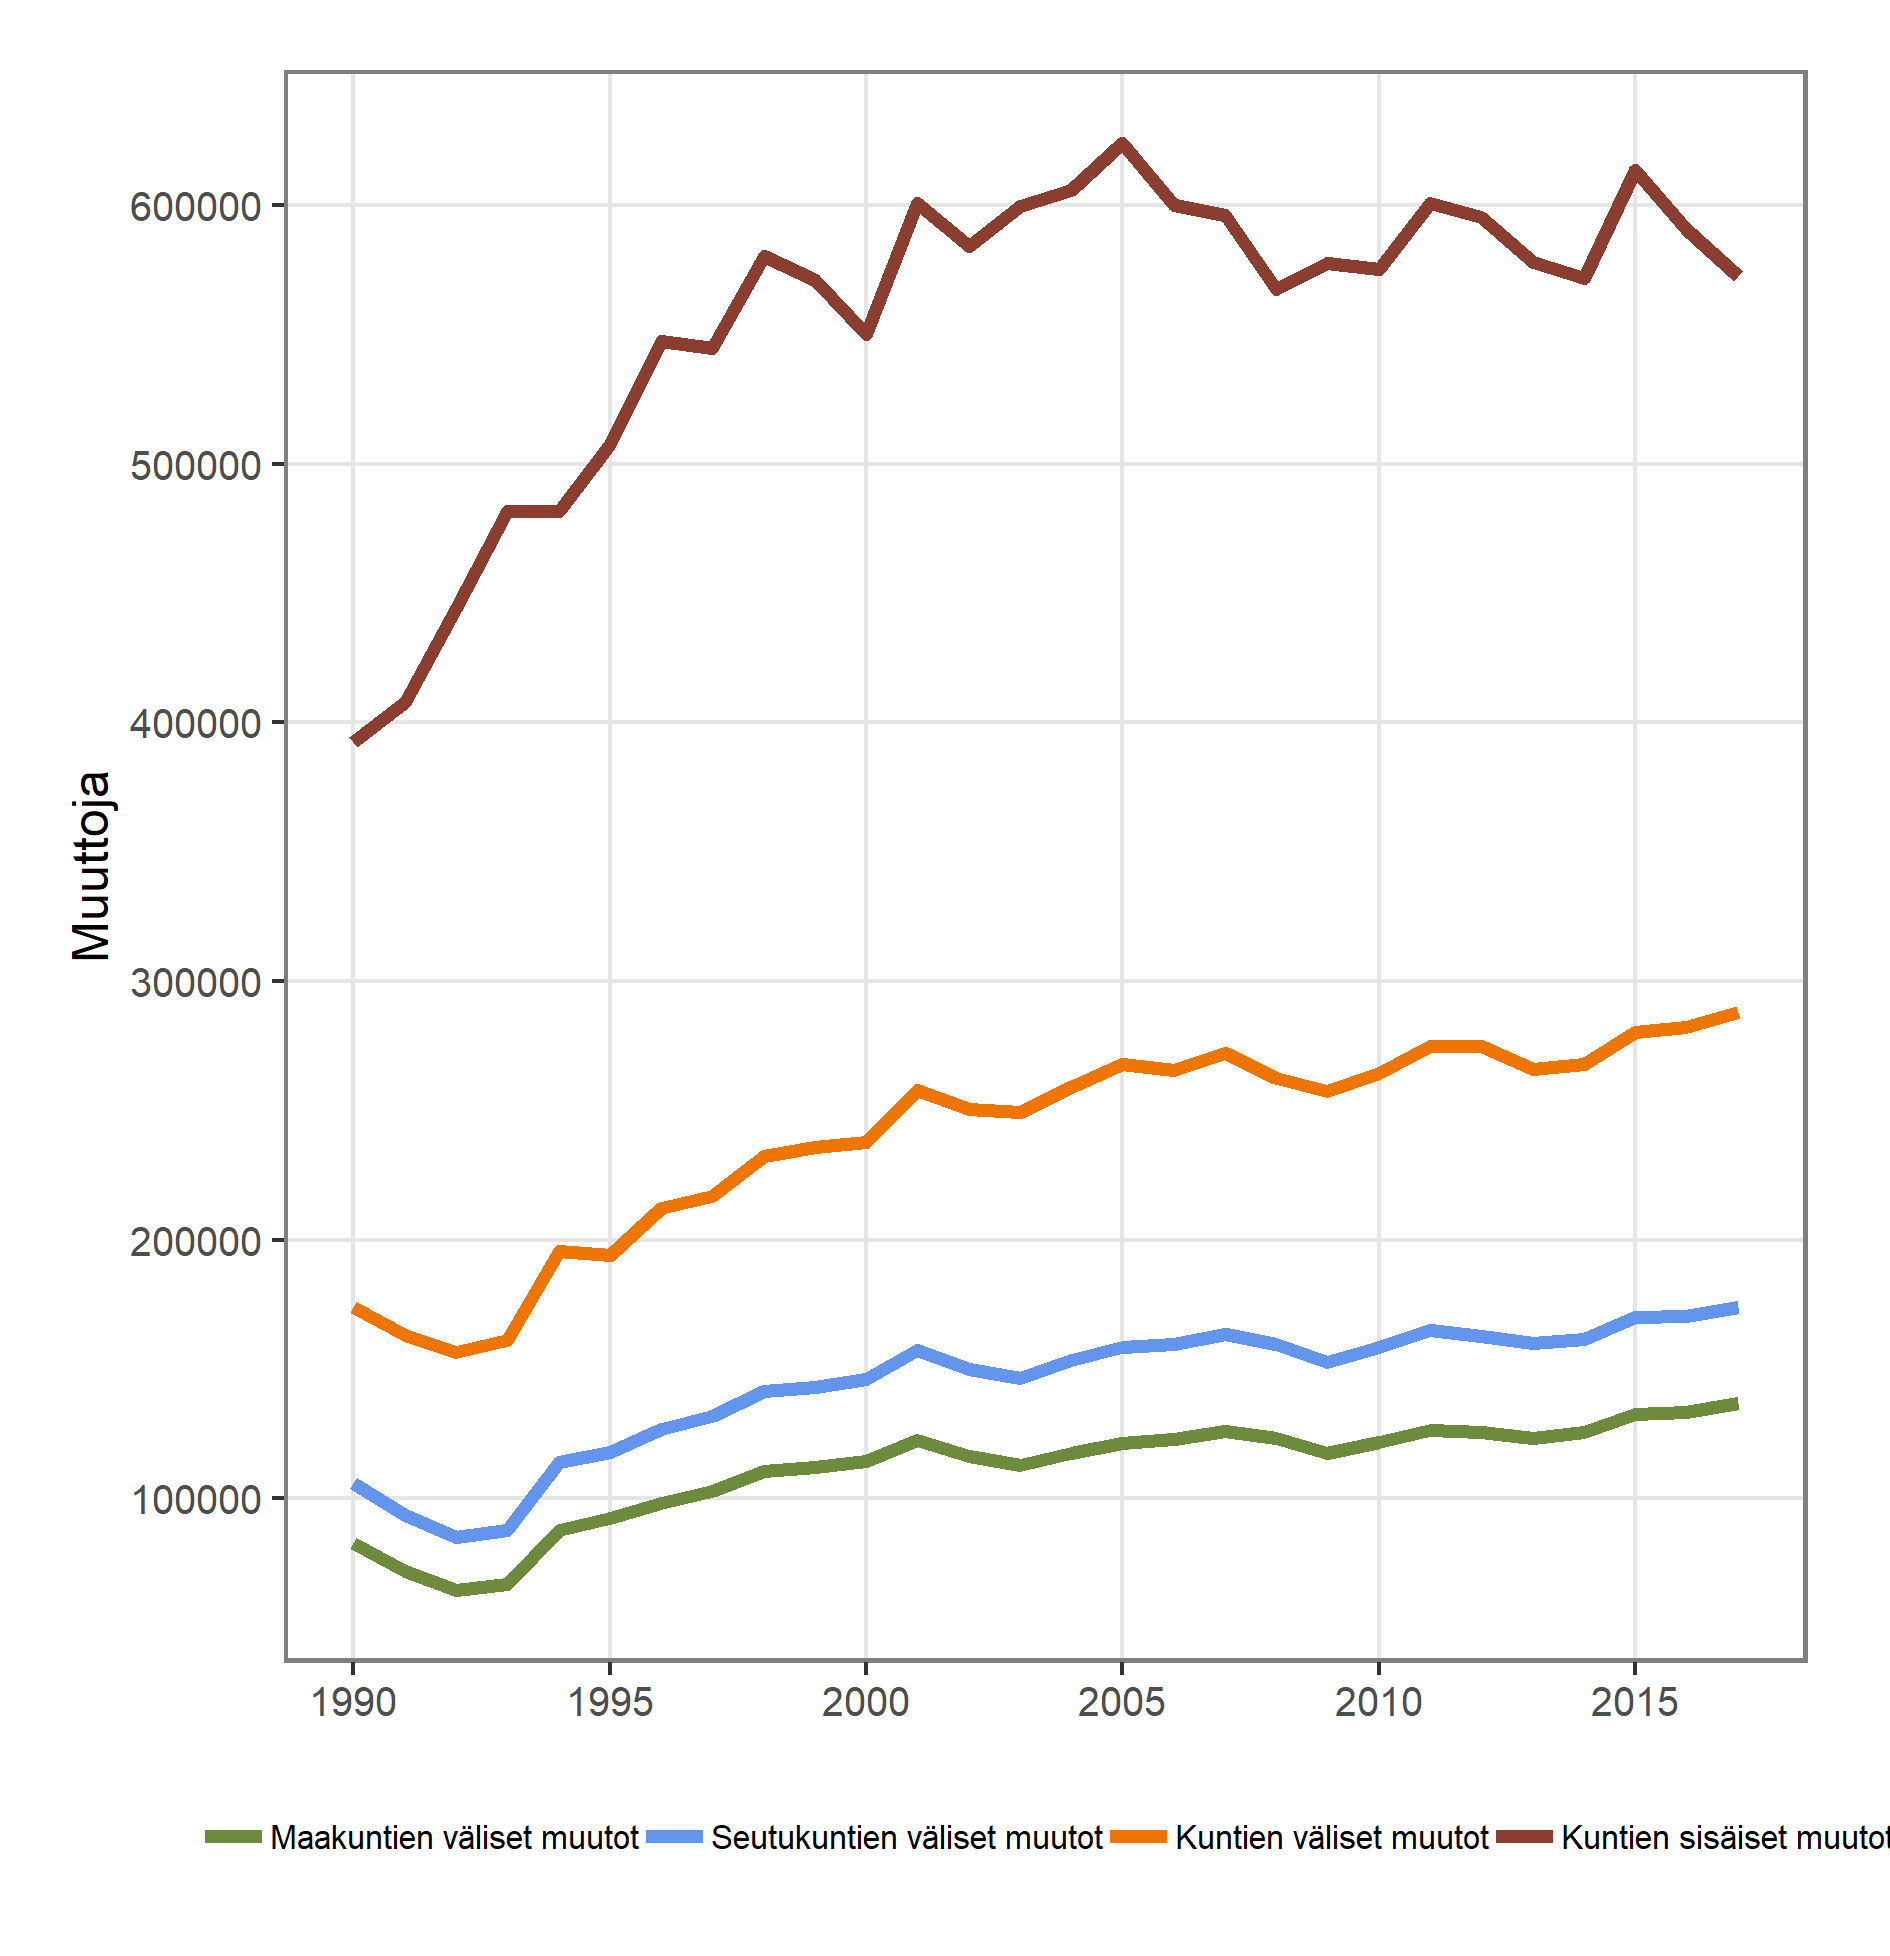 Muuttoja
600000
500000
400000
300000
200000
100000
1990 1995 2000 2005 2010 2015
Maakuntien väliset muutot Seutukuntien väliset muutot Kuntien väliset muutot Kuntien sisäiset muutot